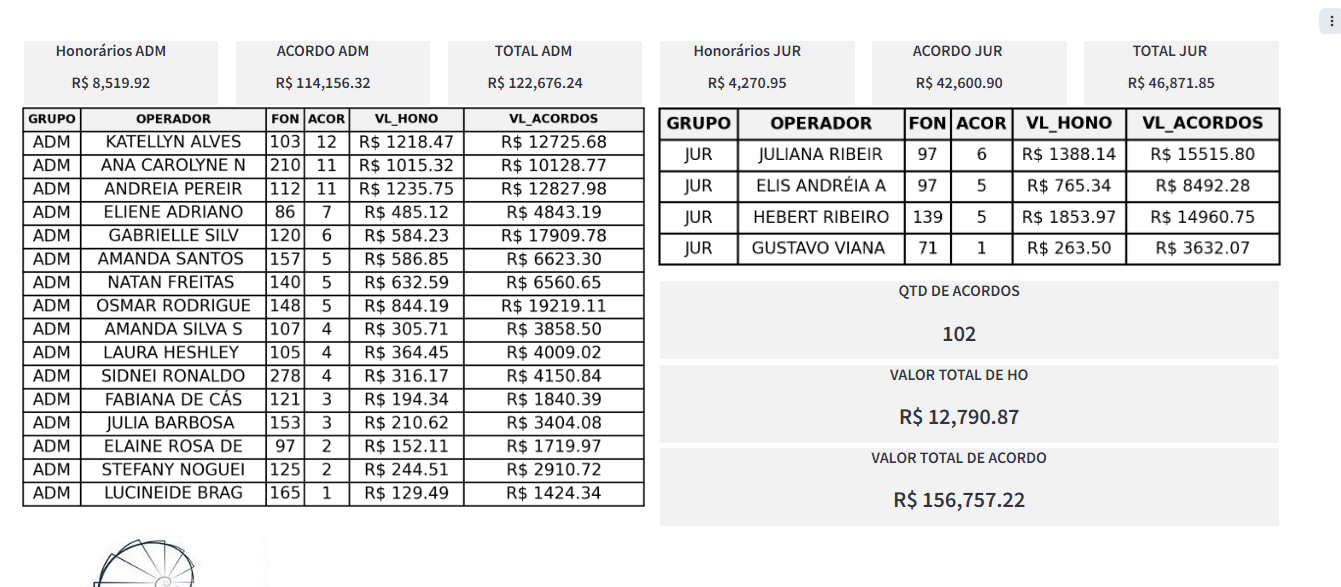 Honorários ADM
R$ 8,519.92
ACORDO ADM
R$ 114,156.32
TOTAL ADM
R$ 122,676.24
Honorários JUR
R$ 4,270.95
ACORDO JUR
R$ 42,600.90
TOTAL JUR
R$ 46,871.85
GRUPO OPERADOR FON ACOR VL_HONO VL_ACORDOS
ADM KATELLYN ALVES 103 12 R$ 1218.47 R$ 12725.68
ADM ANA CAROLYNE N 210 11 R$ 1015.32 R$ 10128.77
ADM ANDREIA PEREIR 112 11 R$ 1235.75 R$ 12827.98
ADM ELIENE ADRIANO 86 7 R$ 485.12 R$ 4843.19
ADM GABRIELLE SILV 120 6 R$ 584.23 R$ 17909.78
ADM AMANDA SANTOS 157 5 R$ 586.85 R$ 6623.30
ADM NATAN FREITAS 140 5 R$ 632.59 R$ 6560.65
ADM OSMAR RODRIGUE 148 5 R$ 844.19 R$ 19219.11
ADM AMANDA SILVA S 107 4 R$ 305.71 R$ 3858.50
ADM LAURA HESHLEY 105 4 R$ 364.45 R$ 4009.02
ADM SIDNEI RONALDO 278 4 R$ 316.17 R$ 4150.84
ADM FABIANA DE CÁS 121 3 R$ 194.34 R$ 1840.39
ADM JULIA BARBOSA 153 3 R$ 210.62 R$ 3404.08
ADM ELAINE ROSA DE 97 2 R$ 152.11 R$ 1719.97
ADM STEFANY NOGUEI 125 2 R$ 244.51 R$ 2910.72
ADM LUCINEIDE BRAG 165 1 R$ 129.49 R$ 1424.34
GRUPO OPERADOR FON ACOR VL_HONO VL_ACORDOS
JUR JULIANA RIBEIR 97 6 R$ 1388.14 R$ 15515.80
JUR ELIS ANDRÉIA A 97 5 R$ 765.34 R$ 8492.28
JUR HEBERT RIBEIRO 139 5 R$ 1853.97 R$ 14960.75
JUR GUSTAVO VIANA 71 1 R$ 263.50 R$ 3632.07
QTD DE ACORDOS
102
VALOR TOTAL DE HO
R$ 12,790.87
VALOR TOTAL DE ACORDO
R$ 156,757.22